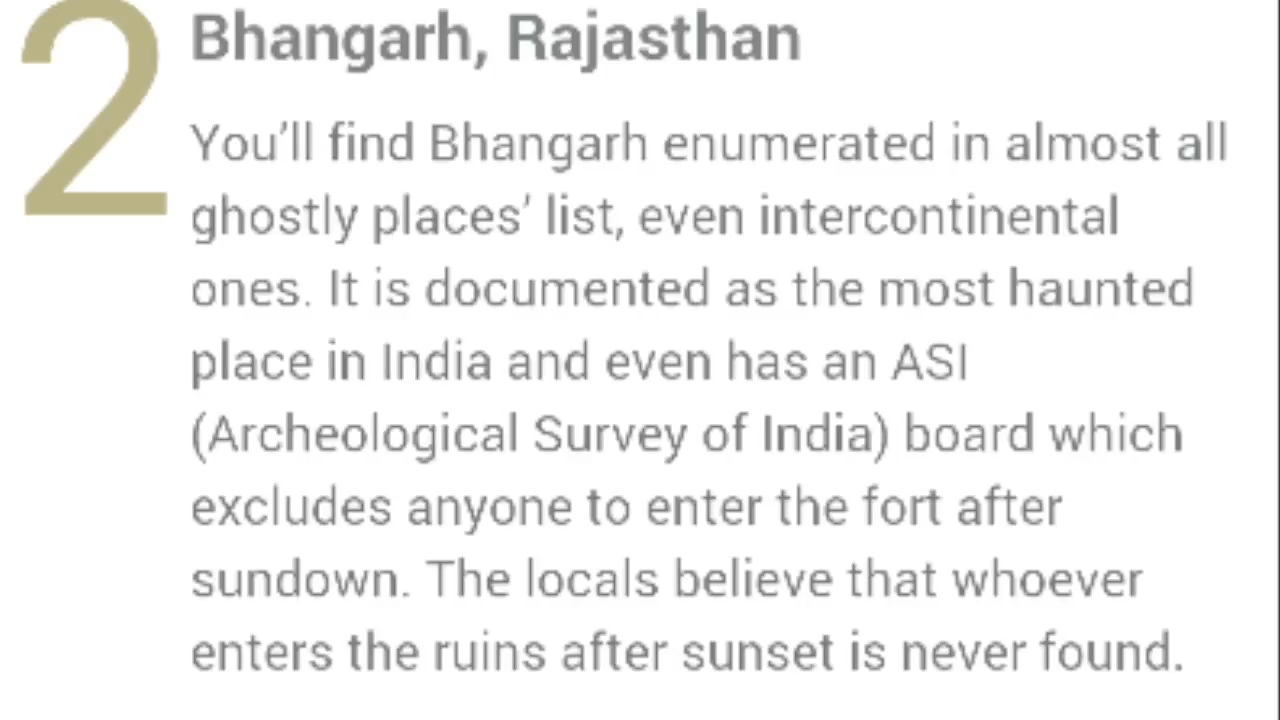 2
Bhangarh, Rajasthan
You'll find Bhangarh enumerated in almost all
ghostly places' list, even intercontinental
ones. It is documented as the most haunted
place in India and even has an ASI
(Archeological Survey of India) board which
excludes anyone to enter the fort after
sundown. The locals believe that whoever
enters the ruins after sunset is never found.